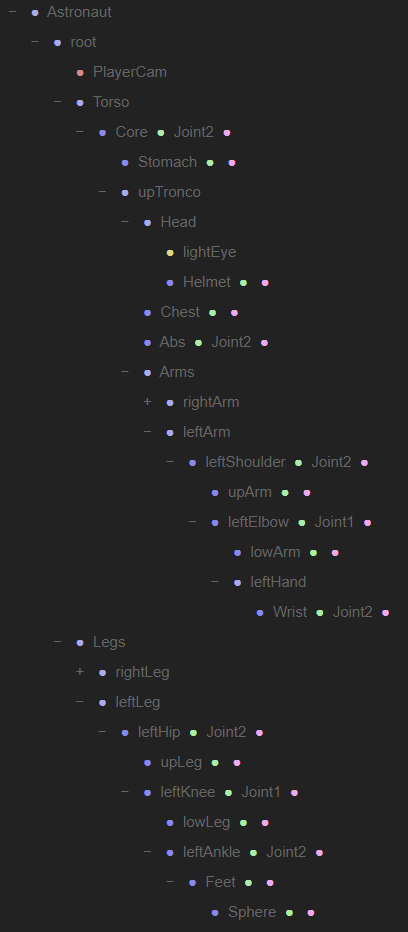 Astronaut
root
PlayerCam
Torso
Core Joint2
Stomach
upTronco
Head
lightEye
Helmet
Chest
Abs Joint2
Arms
rightArm
leftArm
leftShoulder Joint2
upArm
leftElbow Joint1
lowArm
leftHand
Wrist Joint2
Legs
rightLeg
leftLeg
leftHip Joint2
upLeg
leftKnee Joint1
lowLeg
leftAnkle Joint2
Feet
Sphere